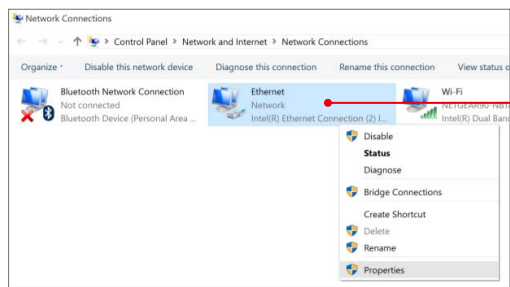 Network Connections
Control Panel > Network and Internet > Network Connections
Organize Disable this network device Diagnose this connection Rename this connection View status o
Bluetooth Network Connection
Not connected
Bluetooth Device (Personal Area ...
Ethernet
Network
Intel(R) Ethernet Connection (2) I...
Wi-Fi
Intel(R) Dual Band
Disable
Status
Diagnose
Bridge Connections
Create Shortcut
Delete
Rename
Properties